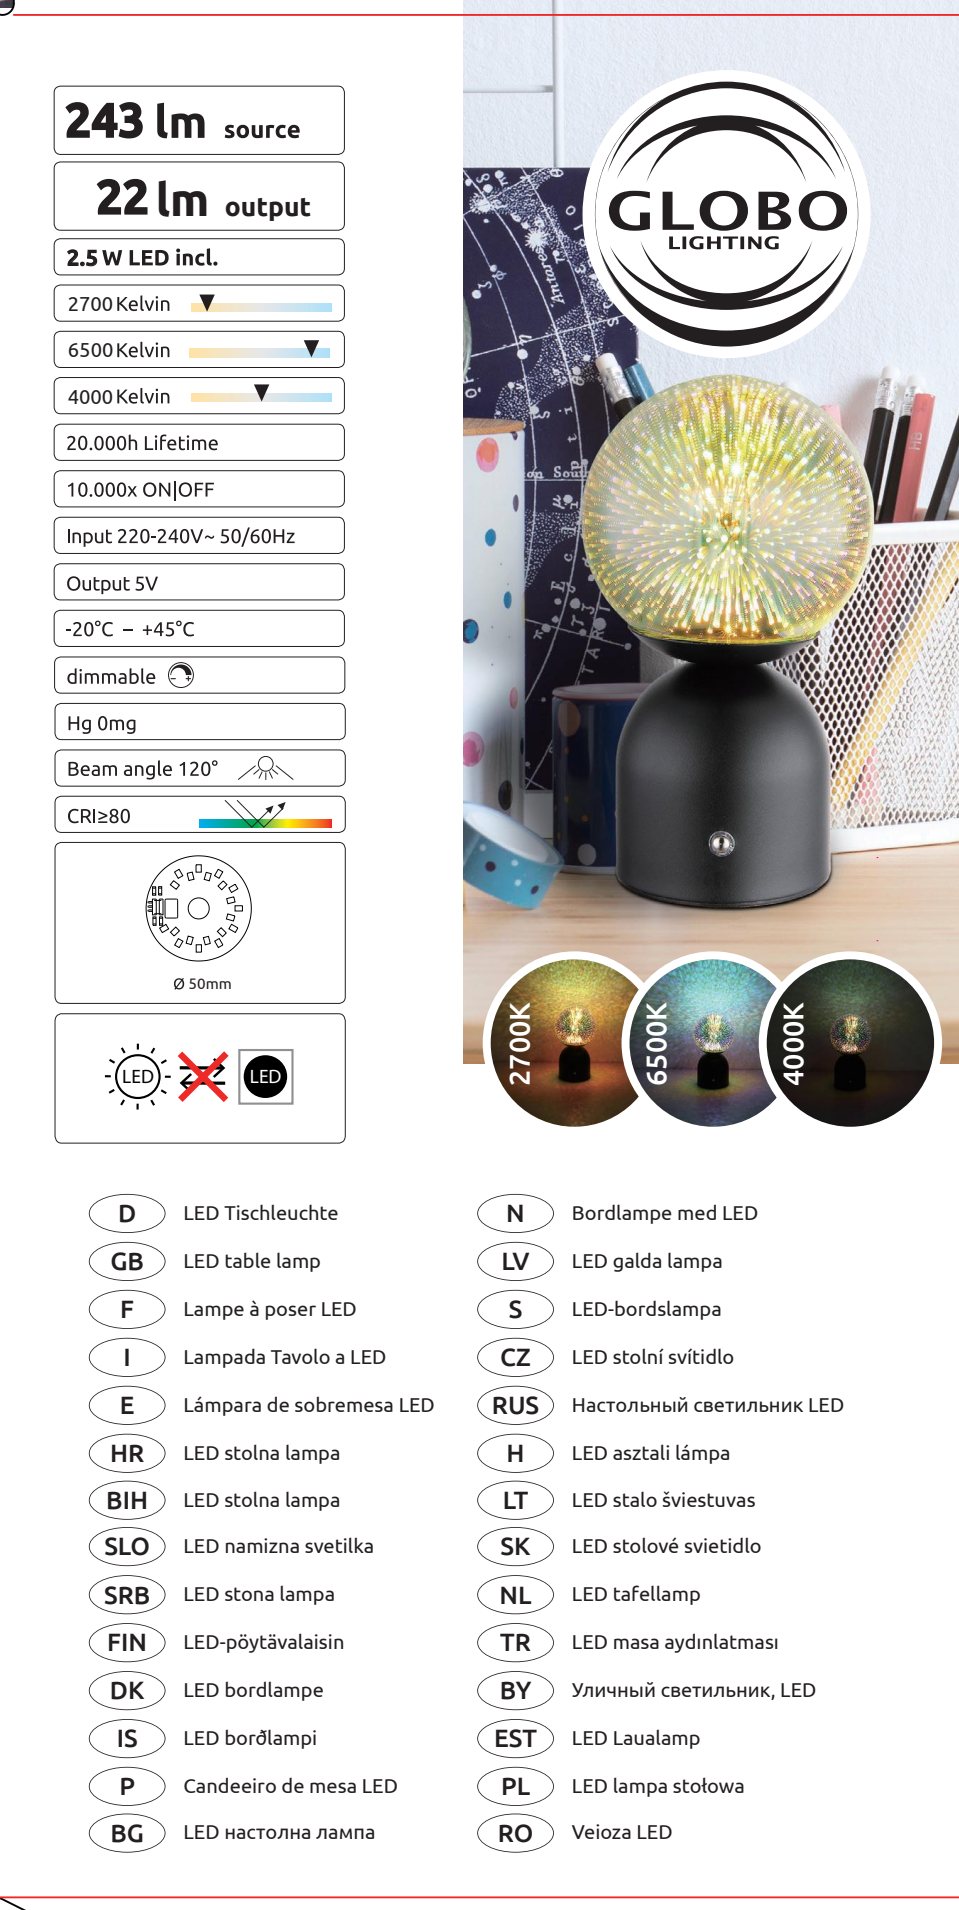 243 lm source
22 lm output
2.5 W LED incl.
2700 Kelvin
6500 Kelvin
4000 Kelvin
20.000h Lifetime
10.000x ON|OFF
Input 220-240V~ 50/60Hz
Output 5V
-20°C – +45°C
dimmable
Hg 0mg
Beam angle 120°
CRI≥80
Ø 50mm
LED LED
GLOBO
LIGHTING
Antares
HB
2700K
6500K
4000K
D LED Tischleuchte
GB LED table lamp
F Lampe à poser LED
I Lampada Tavolo a LED
E Lámpara de sobremesa LED
HR LED stolna lampa
BIH LED stolna lampa
SLO LED namizna svetilka
SRB LED stona lampa
FIN LED-pöytävalaisin
DK LED bordlampe
IS LED borðlampi
P Candeeiro de mesa LED
BG LED настолна лампа
N Bordlampe med LED
LV LED galda lampa
S LED-bordslampa
CZ LED stolní svítidlo
RUS Настольный светильник LED
H LED asztali lámpa
LT LED stalo šviestuvas
SK LED stolové svietidlo
NL LED tafellamp
TR LED masa aydınlatması
BY Уличный светильник, LED
EST LED Laualamp
PL LED lampa stołowa
RO Veioza LED